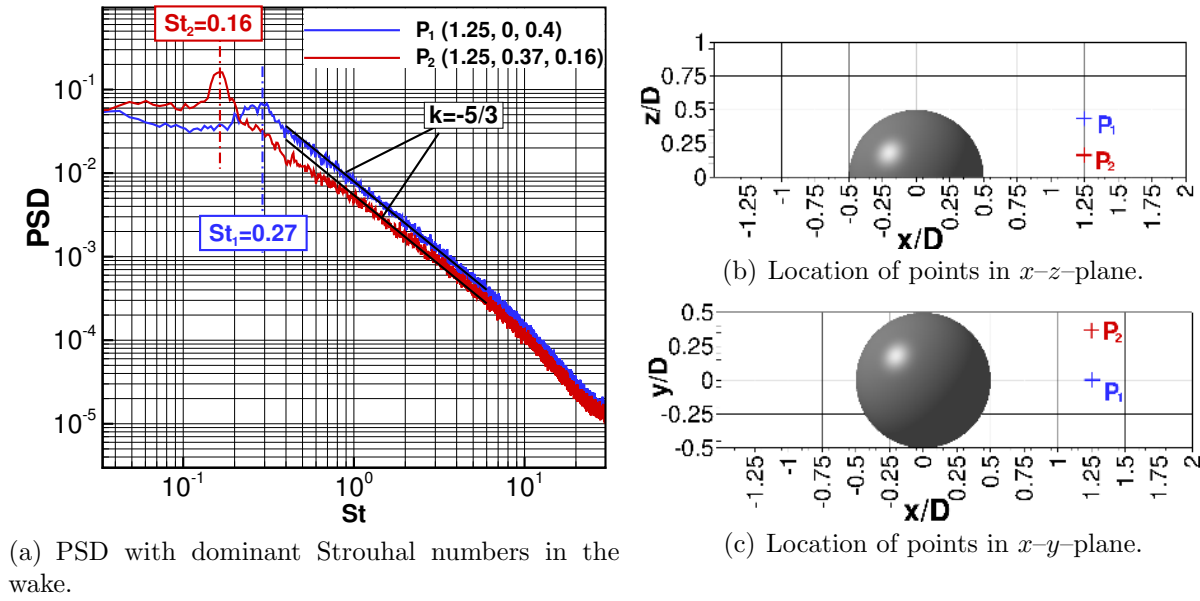 St₂=0.16
P₁ (1.25, 0, 0.4)
P₂ (1.25, 0.37, 0.16)
k=-5/3
St₁=0.27
PSD
10⁻¹
10⁻²
10⁻³
10⁻⁴
10⁻⁵
10⁻¹ 10⁰ 10¹
St
(a) PSD with dominant Strouhal numbers in the
wake.
z/D
1
0.75
0.5
0.25
0
P₁
P₂
-1.25 -1 -0.75 -0.5 -0.25 0 0.25 0.5 0.75 1 1.25 1.5 1.75 2
x/D
(b) Location of points in x–z–plane.
y/D
0.5
0.25
0
-0.25
-0.5
P₂
P₁
-1.25 -1 -0.75 -0.5 -0.25 0 0.25 0.5 0.75 1 1.25 1.5 1.75 2
x/D
(c) Location of points in x–y–plane.